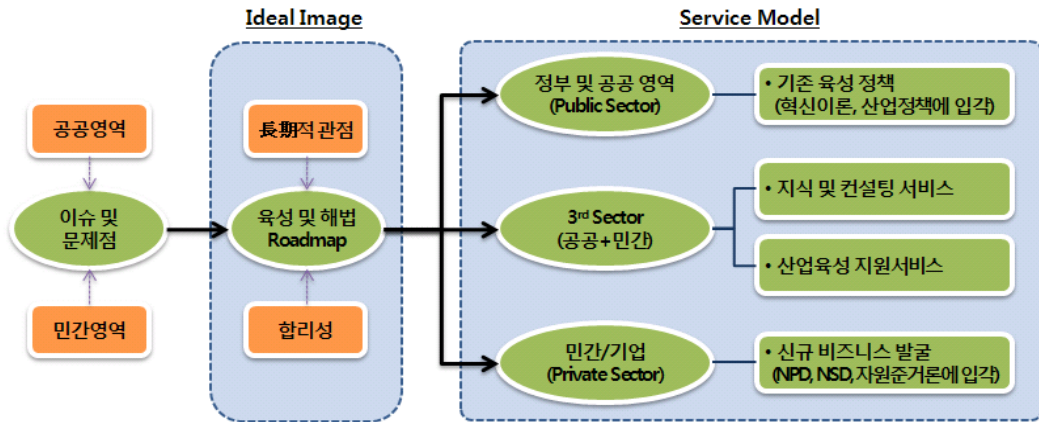 Ideal Image
Service Model
공공영역
이슈 및
문제점
민간영역
長期적 관점
육성 및 해법
Roadmap
합리성
정부 및 공공 영역
(Public Sector)
• 기존 육성 정책
(혁신이론, 산업정책에 입각)
3rd Sector
(공공+민간)
• 지식 및 컨설팅 서비스
• 산업육성 지원서비스
민간/기업
(Private Sector)
• 신규 비즈니스 발굴
(NPD, NSD, 자원준거론에 입각)